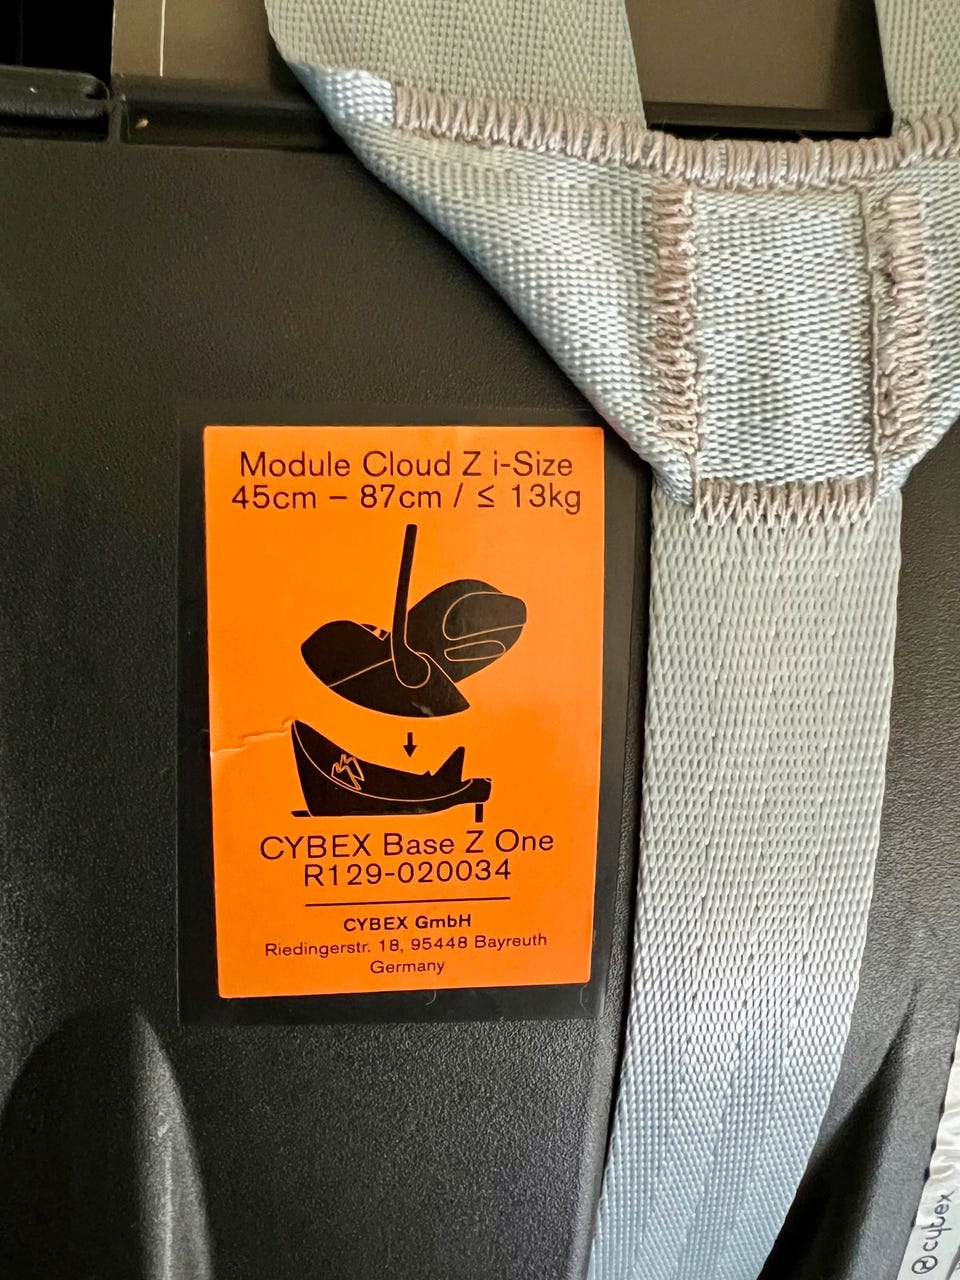 Module Cloud Z i-Size
45cm – 87cm / ≤ 13kg
CYBEX Base Z One
R129-020034
CYBEX GmbH
Riedingerstr. 18, 95448 Bayreuth
Germany
cybex